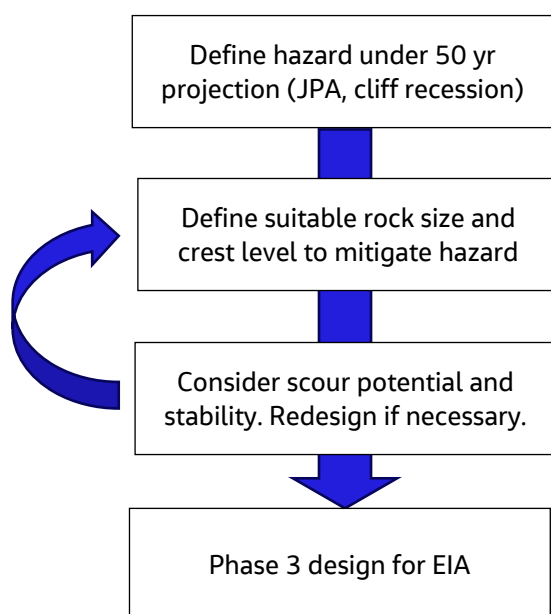 Define hazard under 50 yr
projection (JPA, cliff recession)
Define suitable rock size and
crest level to mitigate hazard
Consider scour potential and
stability. Redesign if necessary.
Phase 3 design for EIA